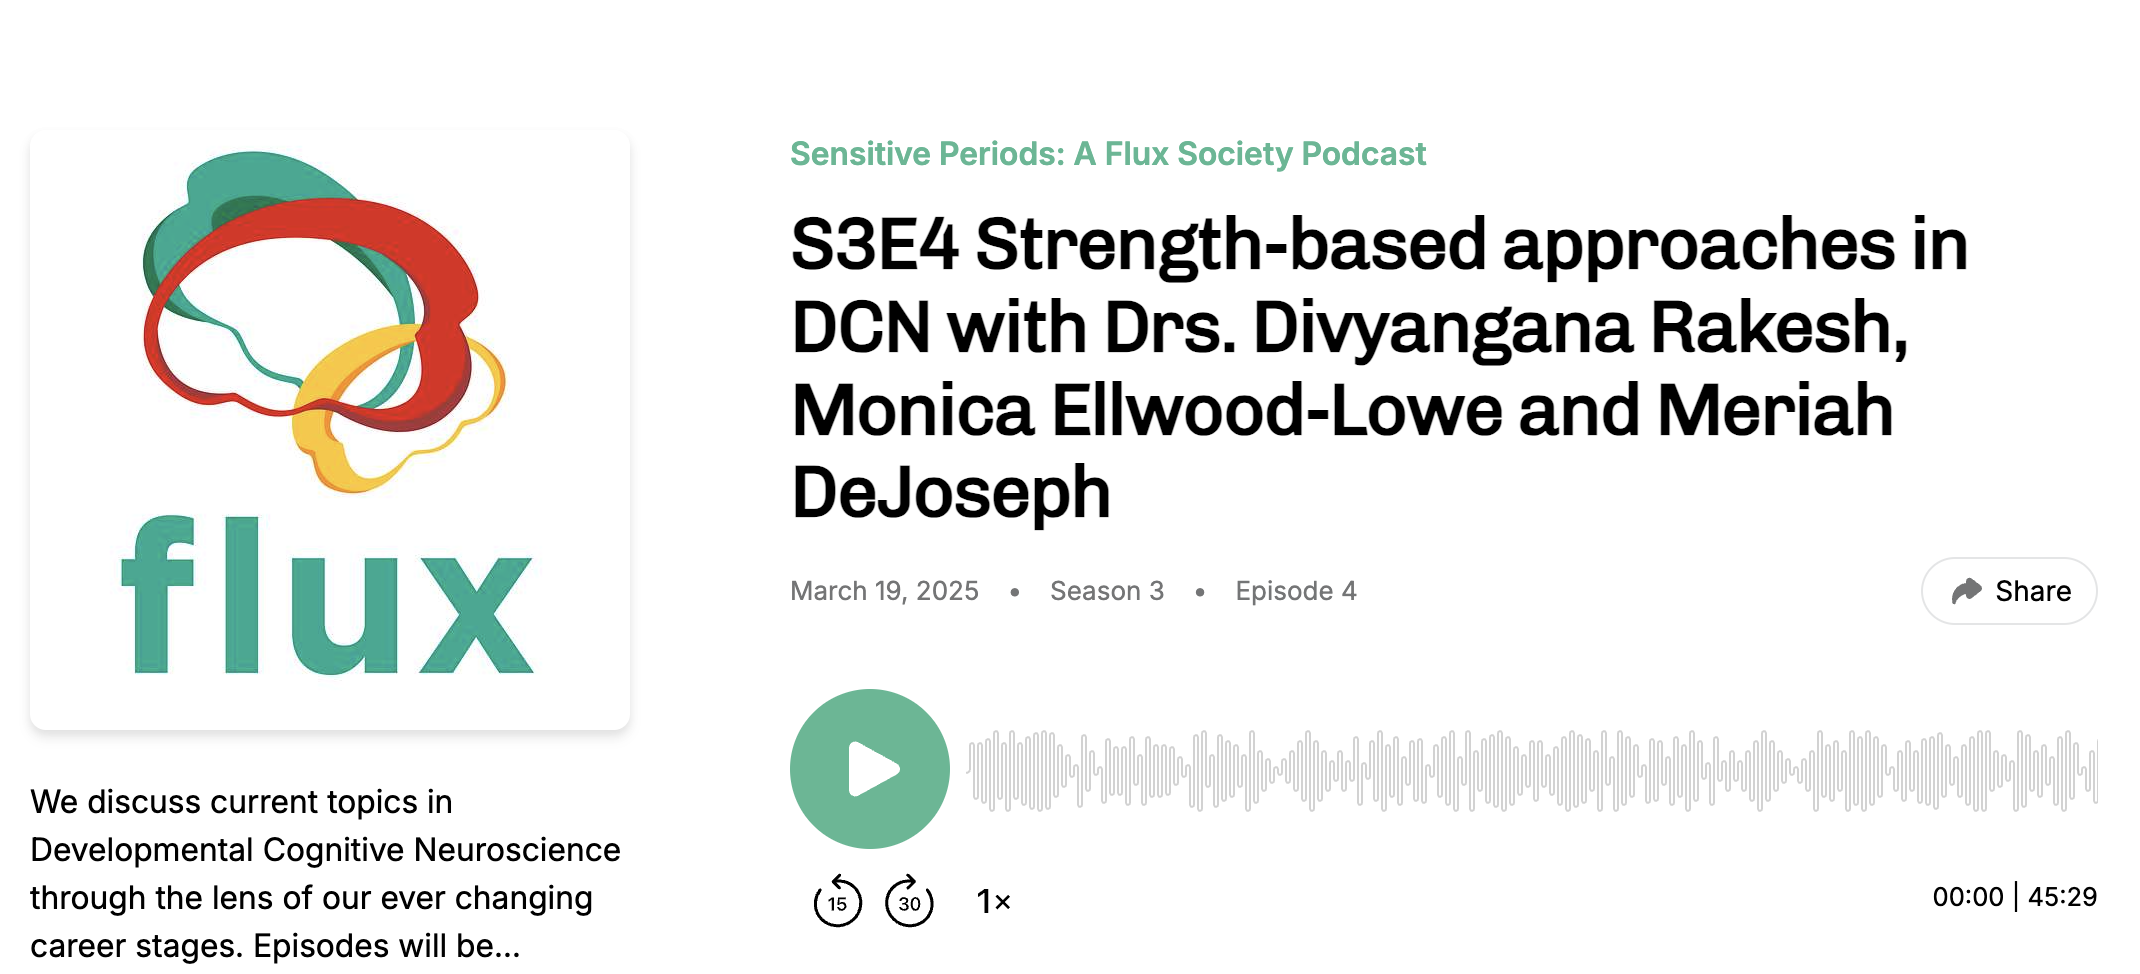 flux
We discuss current topics in
Developmental Cognitive Neuroscience
through the lens of our ever changing
career stages. Episodes will be...
Sensitive Periods: A Flux Society Podcast
S3E4 Strength-based approaches in
DCN with Drs. Divyangana Rakesh,
Monica Ellwood-Lowe and Meriah
DeJoseph
March 19, 2025 • Season 3 • Episode 4
Share
15 30 1×
00:00 | 45:29